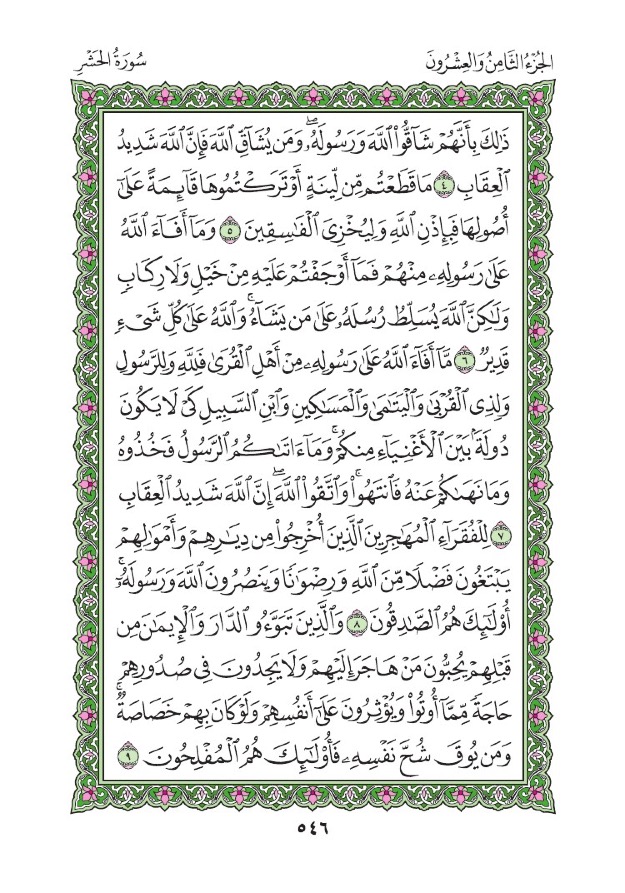 الجُزْءُ الثَّامِنُ وَالعِشْرُونَ
سُورَةُ الحَشْرِ
ذَٰلِكَ بِأَنَّهُمْ شَآقُّوا۟ ٱللَّهَ وَرَسُولَهُۥ ۖ وَمَن يُشَآقِّ ٱللَّهَ فَإِنَّ ٱللَّهَ شَدِيدُ
ٱلْعِقَابِ ٤ مَا قَطَعْتُم مِّن لِّينَةٍ أَوْ تَرَكْتُمُوهَا قَآئِمَةً عَلَىٰٓ
أُصُولِهَا فَبِإِذْنِ ٱللَّهِ وَلِيُخْزِىَ ٱلْفَـٰسِقِينَ ٥ وَمَآ أَفَآءَ ٱللَّهُ
عَلَىٰ رَسُولِهِۦ مِنْهُمْ فَمَآ أَوْجَفْتُمْ عَلَيْهِ مِنْ خَيْلٍ وَلَا رِكَابٍ
وَلَـٰكِنَّ ٱللَّهَ يُسَلِّطُ رُسُلَهُۥ عَلَىٰ مَن يَشَآءُ ۚ وَٱللَّهُ عَلَىٰ كُلِّ شَىْءٍ
قَدِيرٌ ٦ مَّآ أَفَآءَ ٱللَّهُ عَلَىٰ رَسُولِهِۦ مِنْ أَهْلِ ٱلْقُرَىٰ فَلِلَّهِ وَلِلرَّسُولِ
وَلِذِى ٱلْقُرْبَىٰ وَٱلْيَتَـٰمَىٰ وَٱلْمَسَـٰكِينِ وَٱبْنِ ٱلسَّبِيلِ كَىْ لَا يَكُونَ
دُولَةًۢ بَيْنَ ٱلْأَغْنِيَآءِ مِنكُمْ ۚ وَمَآ ءَاتَىٰكُمُ ٱلرَّسُولُ فَخُذُوهُ
وَمَا نَهَىٰكُمْ عَنْهُ فَٱنتَهُوا۟ ۚ وَٱتَّقُوا۟ ٱللَّهَ ۖ إِنَّ ٱللَّهَ شَدِيدُ ٱلْعِقَابِ
٧ لِلْفُقَرَآءِ ٱلْمُهَـٰجِرِينَ ٱلَّذِينَ أُخْرِجُوا۟ مِن دِيَـٰرِهِمْ وَأَمْوَٰلِهِمْ
يَبْتَغُونَ فَضْلًا مِّنَ ٱللَّهِ وَرِضْوَٰنًا وَيَنصُرُونَ ٱللَّهَ وَرَسُولَهُۥٓ ۚ
أُو۟لَـٰٓئِكَ هُمُ ٱلصَّـٰدِقُونَ ٨ وَٱلَّذِينَ تَبَوَّءُو ٱلدَّارَ وَٱلْإِيمَـٰنَ مِن
قَبْلِهِمْ يُحِبُّونَ مَنْ هَاجَرَ إِلَيْهِمْ وَلَا يَجِدُونَ فِى صُدُورِهِمْ
حَاجَةً مِّمَّآ أُوتُوا۟ وَيُؤْثِرُونَ عَلَىٰٓ أَنفُسِهِمْ وَلَوْ كَانَ بِهِمْ خَصَاصَةٌ ۚ
وَمَن يُوقَ شُحَّ نَفْسِهِۦ فَأُو۟لَـٰٓئِكَ هُمُ ٱلْمُفْلِحُونَ ٩
٥٤٦